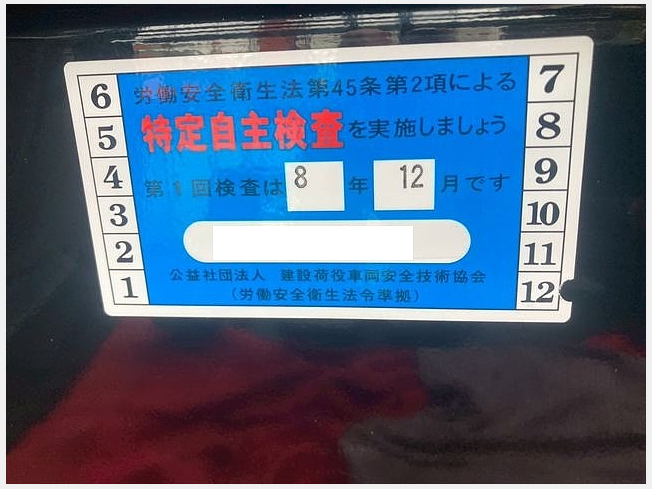 労働安全衛生法第45条第2項による
特定自主検査を実施しましょう
第1回検査は 8 年 12 月です
公益社団法人 建設荷役車両安全技術協会
(労働安全衛生法令準拠)
6
5
4
3
2
1
7
8
9
10
11
12